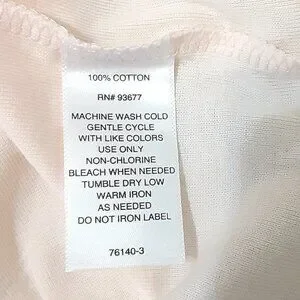 100% COTTON
RN# 93677
MACHINE WASH COLD
GENTLE CYCLE
WITH LIKE COLORS
USE ONLY
NON-CHLORINE
BLEACH WHEN NEEDED
TUMBLE DRY LOW
WARM IRON
AS NEEDED
DO NOT IRON LABEL
76140-3